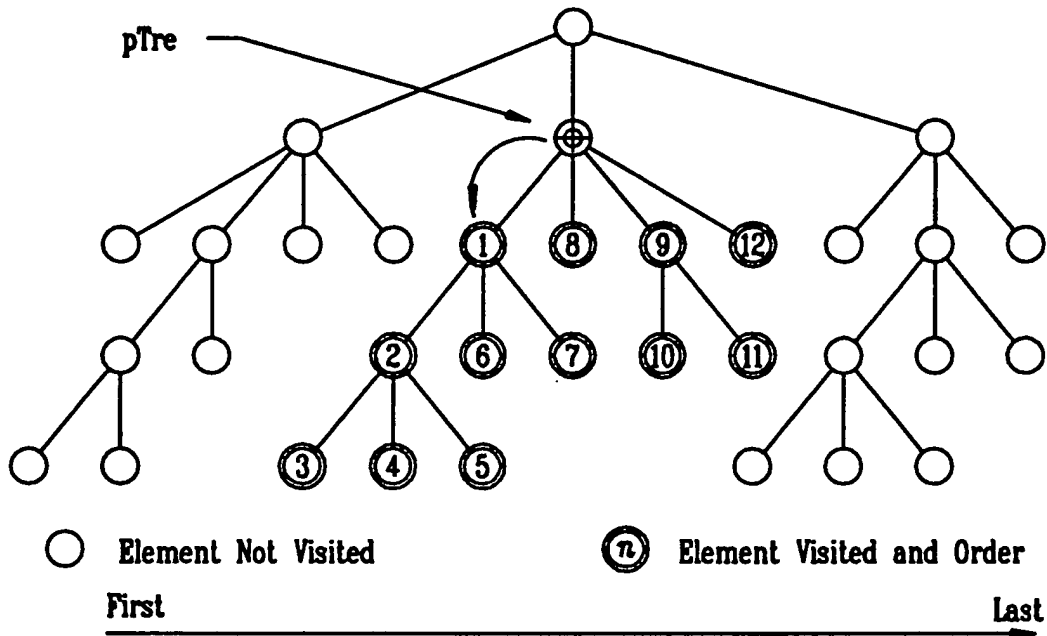 pTre
1 8 9 12
2 6 7 10 11
3 4 5
Element Not Visited
n Element Visited and Order
First Last